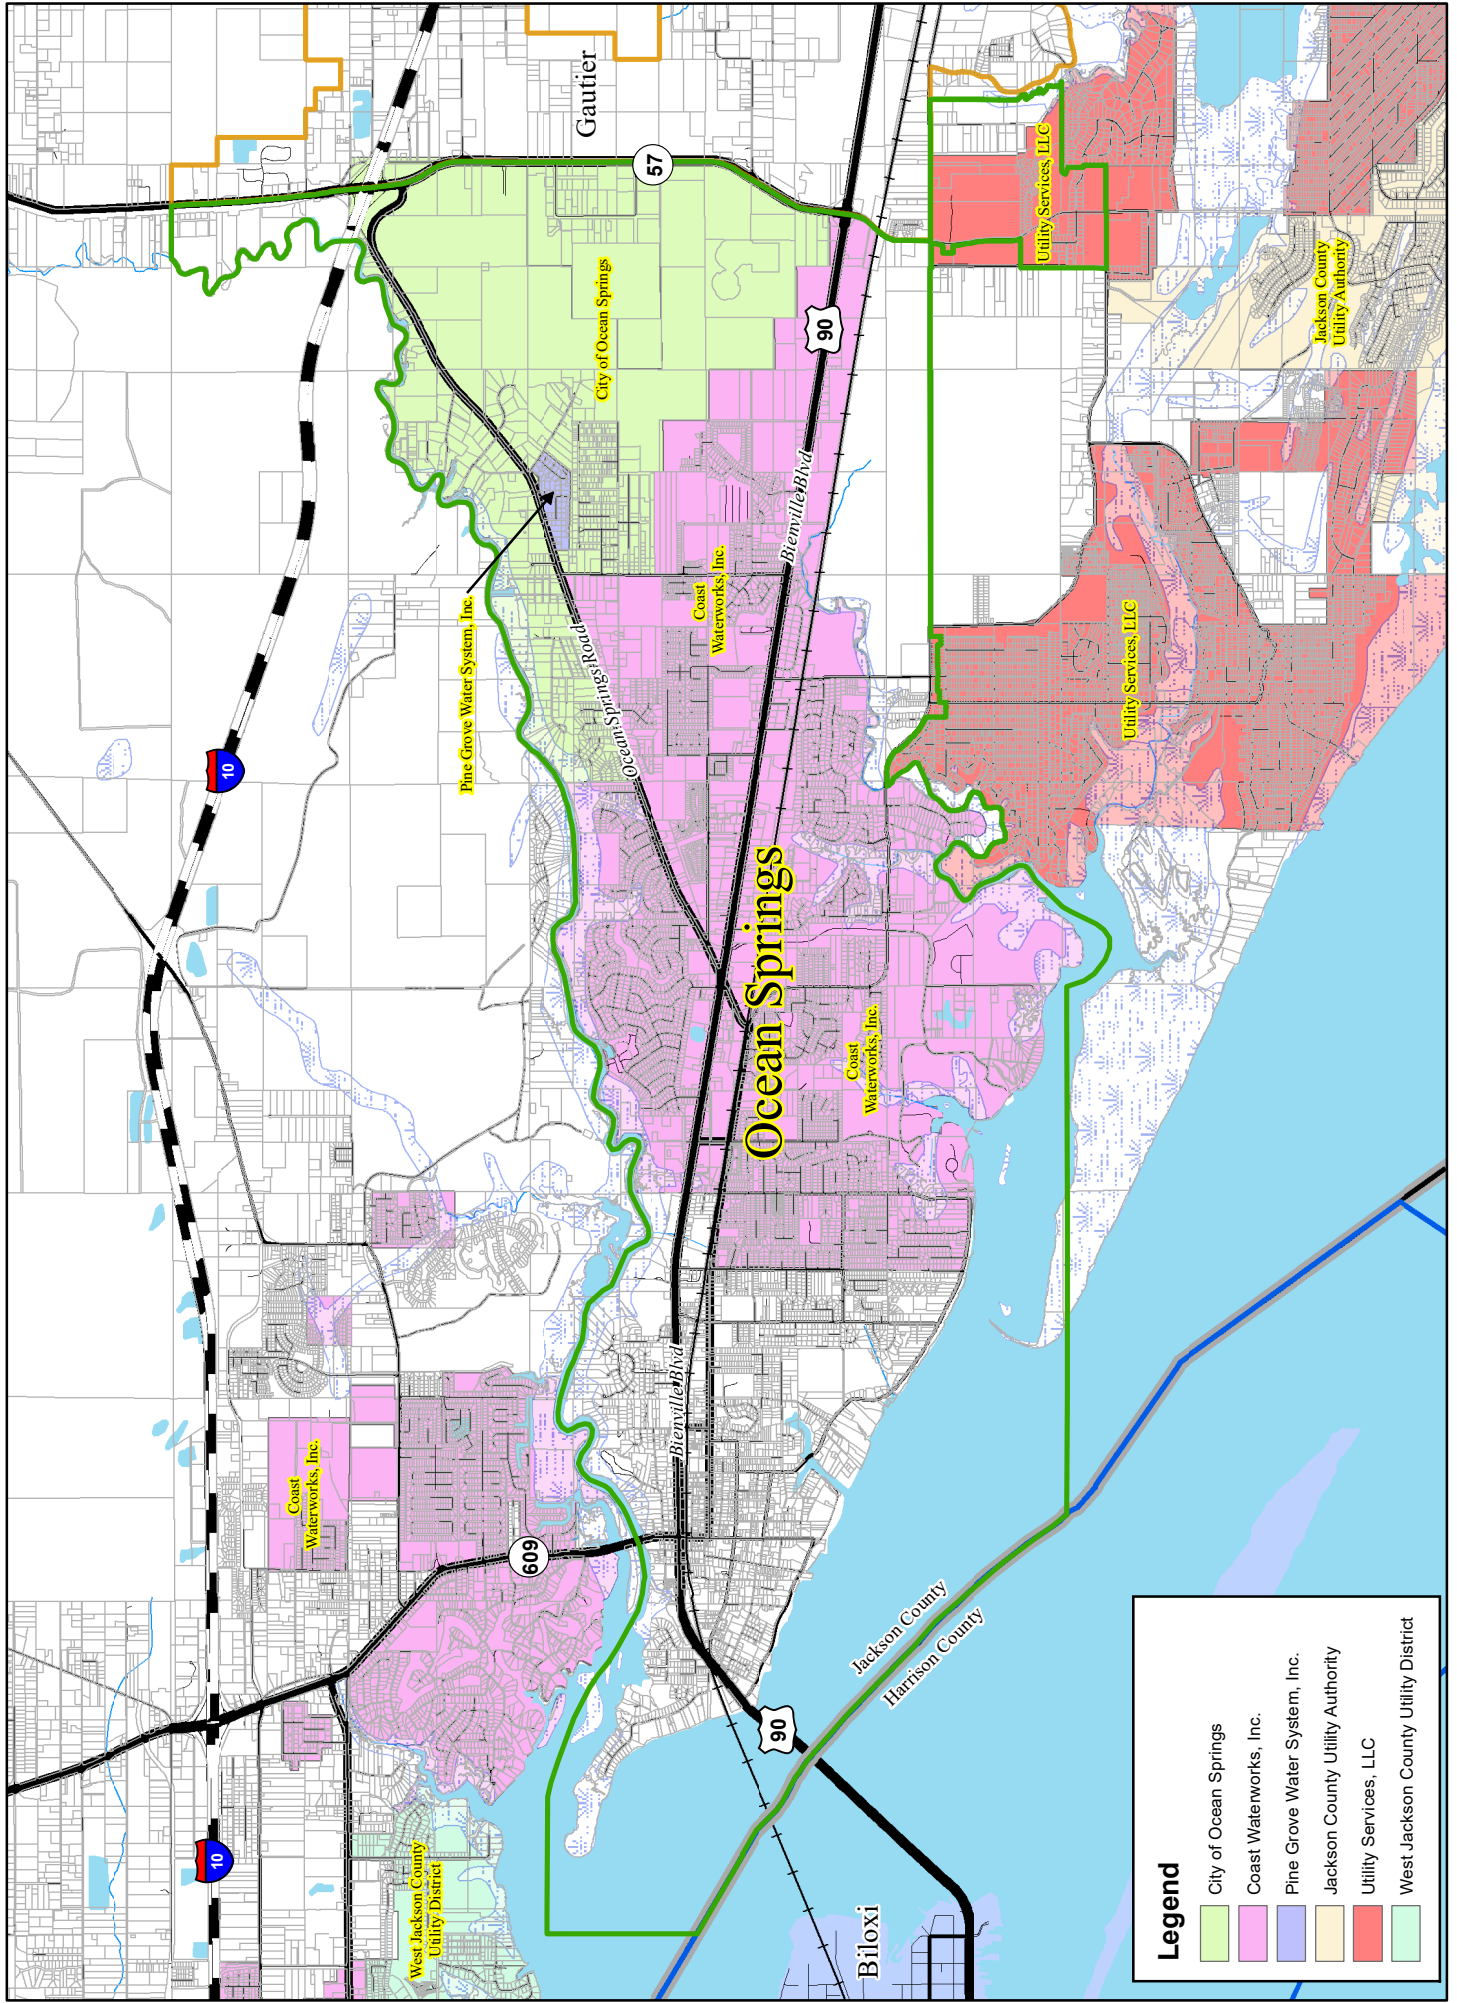 Gautier
57
City of Ocean Springs
Utility Services, LLC
Jackson County
Utility Authority
90
Bienville Blvd
Coast
Waterworks, Inc.
Pine Grove Water System, Inc.
Ocean Springs Road
Utility Services, LLC
10
Ocean Springs
Coast
Waterworks, Inc.
Bienville Blvd
Coast
Waterworks, Inc.
609
Jackson County
Harrison County
90
10
West Jackson County
Utility District
Biloxi
Legend
City of Ocean Springs
Coast Waterworks, Inc.
Pine Grove Water System, Inc.
Jackson County Utility Authority
Utility Services, LLC
West Jackson County Utility District